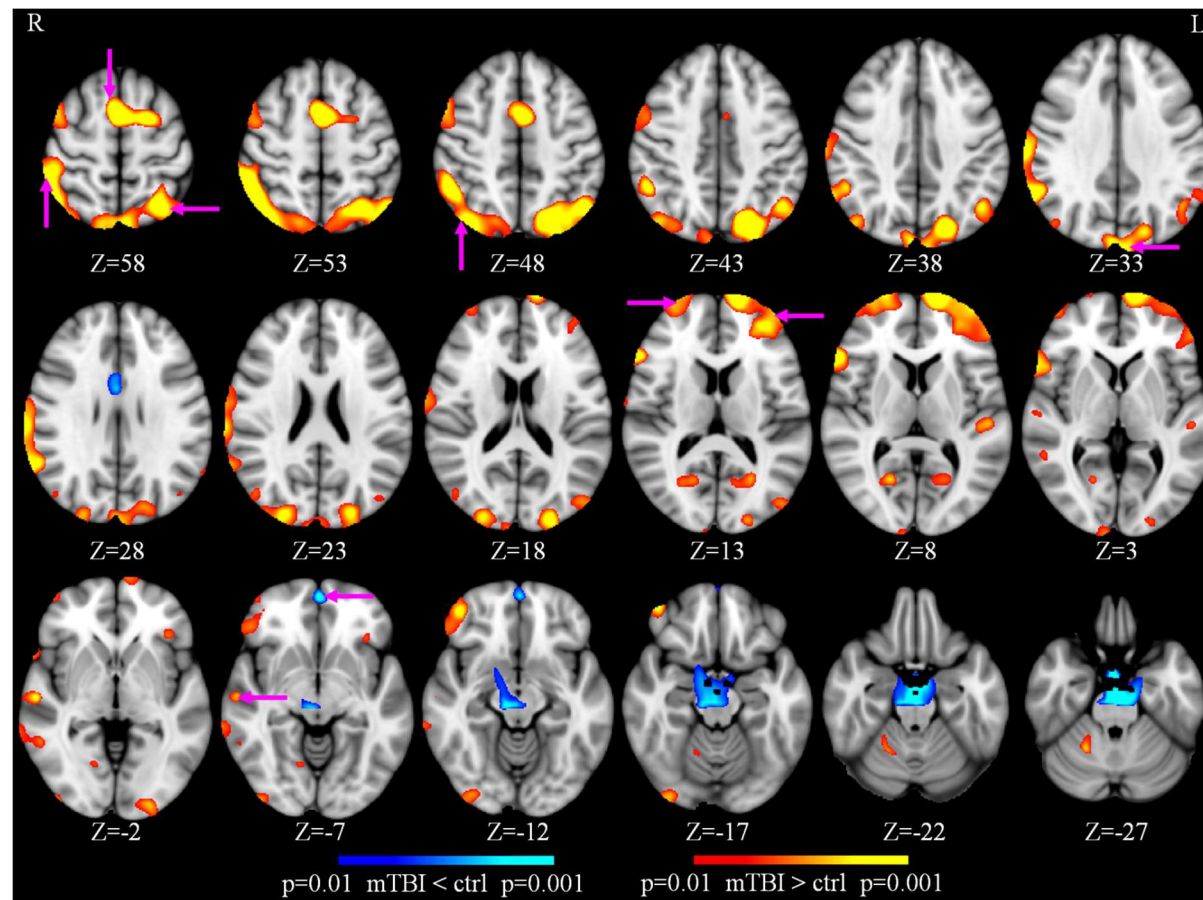 R L
Z=58 Z=53 Z=48 Z=43 Z=38 Z=33
Z=28 Z=23 Z=18 Z=13 Z=8 Z=3
Z=-2 Z=-7 Z=-12 Z=-17 Z=-22 Z=-27
p=0.01 mTBI < ctrl p=0.001 p=0.01 mTBI > ctrl p=0.001